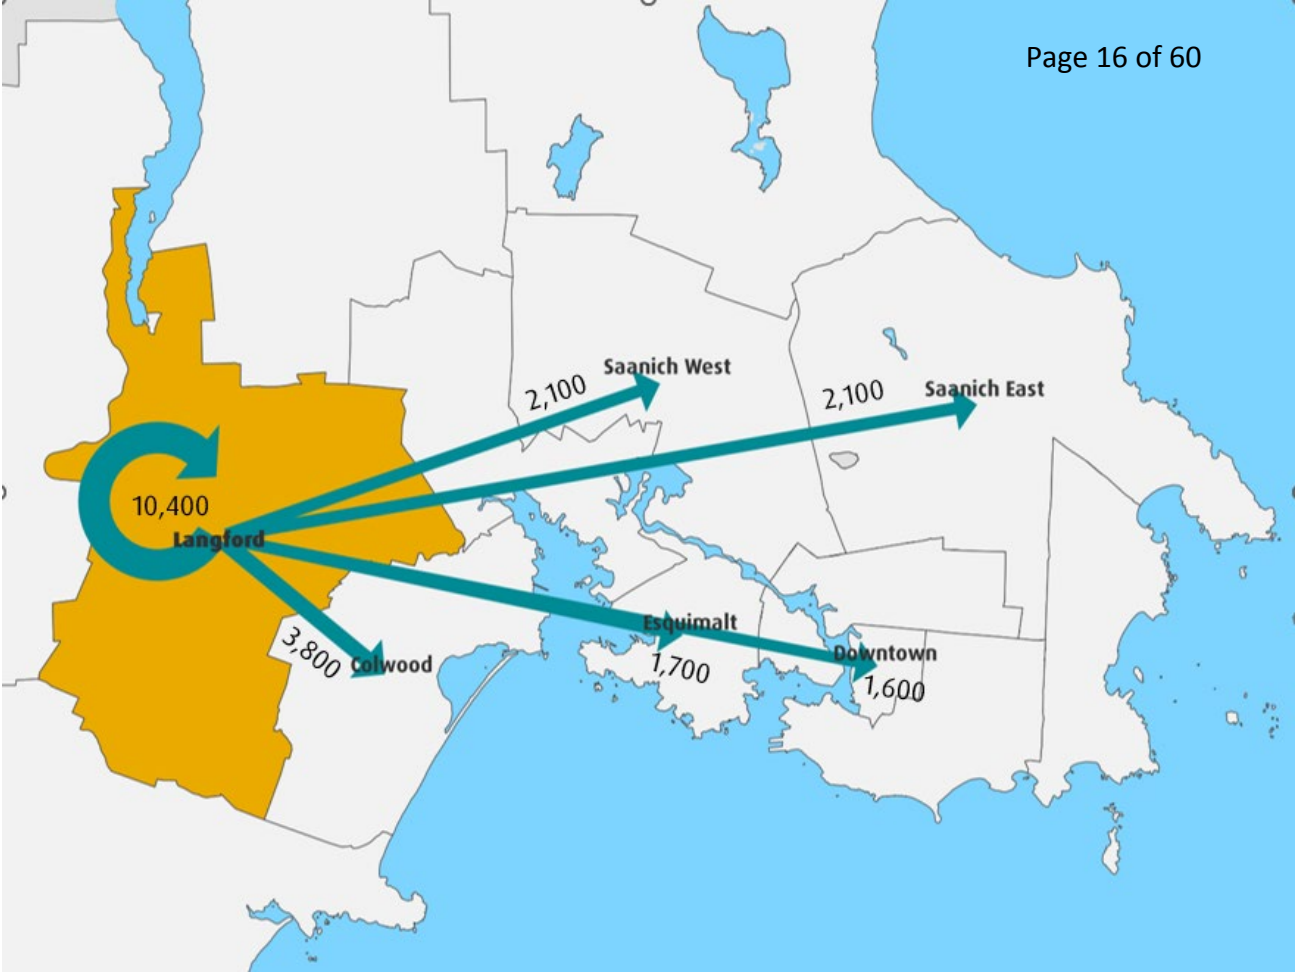 Page 16 of 60
Saanich West
2,100
2,100
Saanich East
10,400
Langford
3,800
Colwood
Esquimalt
1,700
Downtown
1,600